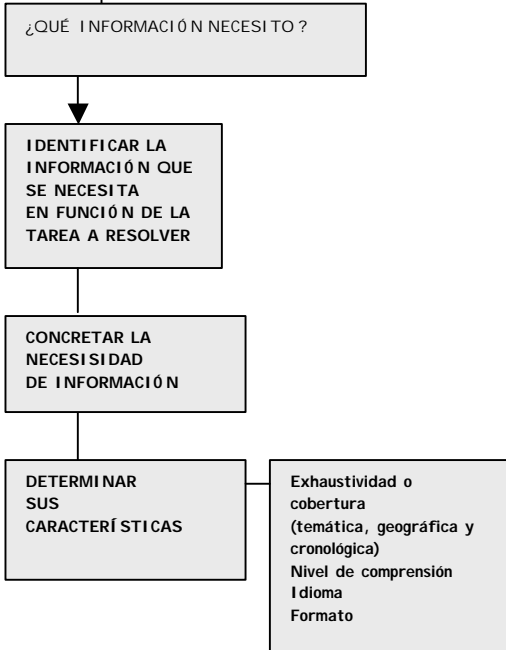 ¿QUÉ INFORMACIÓN NECESITO?
IDENTIFICAR LA
INFORMACIÓN QUE
SE NECESITA
EN FUNCIÓN DE LA
TAREA A RESOLVER
CONCRETAR LA
NECESISIDAD
DE INFORMACIÓN
DETERMINAR
SUS
CARACTERÍSTICAS
Exhaustividad o
cobertura
(temática, geográfica y
cronológica)
Nivel de comprensión
Idioma
Formato